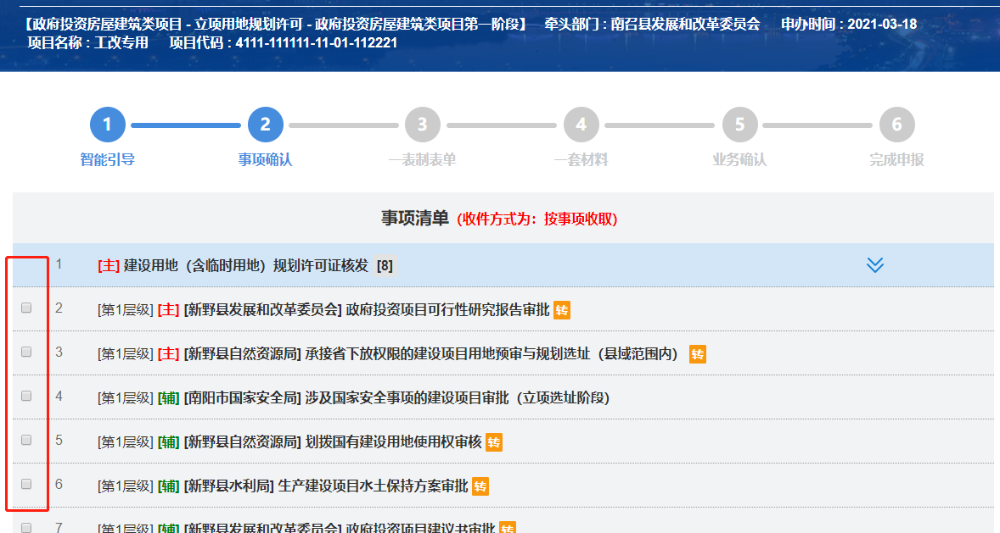 【政府投资房屋建筑类项目 - 立项用地规划许可 - 政府投资房屋建筑类项目第一阶段】 牵头部门 : 南召县发展和改革委员会 申办时间 : 2021-03-18
项目名称 : 工改专用 项目代码 : 4111-111111-11-01-112221
1 2 3 4 5 6
智能引导 事项确认 一表制表单 一套材料 业务确认 完成申报
事项清单 (收件方式为：按事项收取)
1 [主] 建设用地（含临时用地）规划许可证核发 [8]
2 [第1层级] [主] [新野县发展和改革委员会] 政府投资项目可行性研究报告审批 转
3 [第1层级] [主] [新野县自然资源局] 承接省下放权限的建设项目用地预审与规划选址（县域范围内） 转
4 [第1层级] [辅] [南阳市国家安全局] 涉及国家安全事项的建设项目审批（立项选址阶段）
5 [第1层级] [辅] [新野县自然资源局] 划拨国有建设用地使用权审核 转
6 [第1层级] [辅] [新野县水利局] 生产建设项目水土保持方案审批 转
7 [第1层级] [辅] [新野县发展和改革委员会] 政府投资项目建议书审批 转